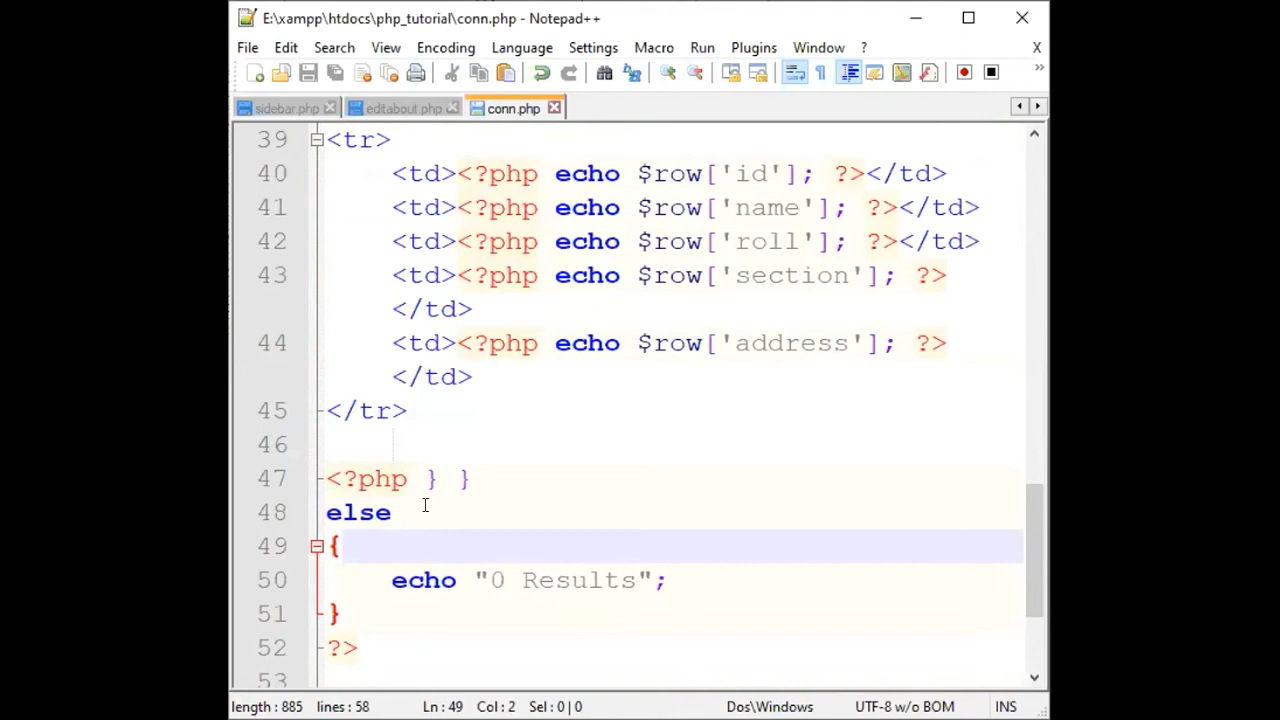 E:\xampp\htdocs\php_tutorial\conn.php - Notepad++
File Edit Search View Encoding Language Settings Macro Run Plugins Window ? X
sidebar.php editabout.php conn.php
39 <tr>
40 <td><?php echo $row['id']; ?></td>
41 <td><?php echo $row['name']; ?></td>
42 <td><?php echo $row['roll']; ?></td>
43 <td><?php echo $row['section']; ?>
</td>
44 <td><?php echo $row['address']; ?>
</td>
45 </tr>
46
47 <?php } }
48 else
49 {
50 echo "0 Results";
51 }
52 ?>
53
length : 885 lines : 58 Ln : 49 Col : 2 Sel : 0 | 0 Dos\Windows UTF-8 w/o BOM INS